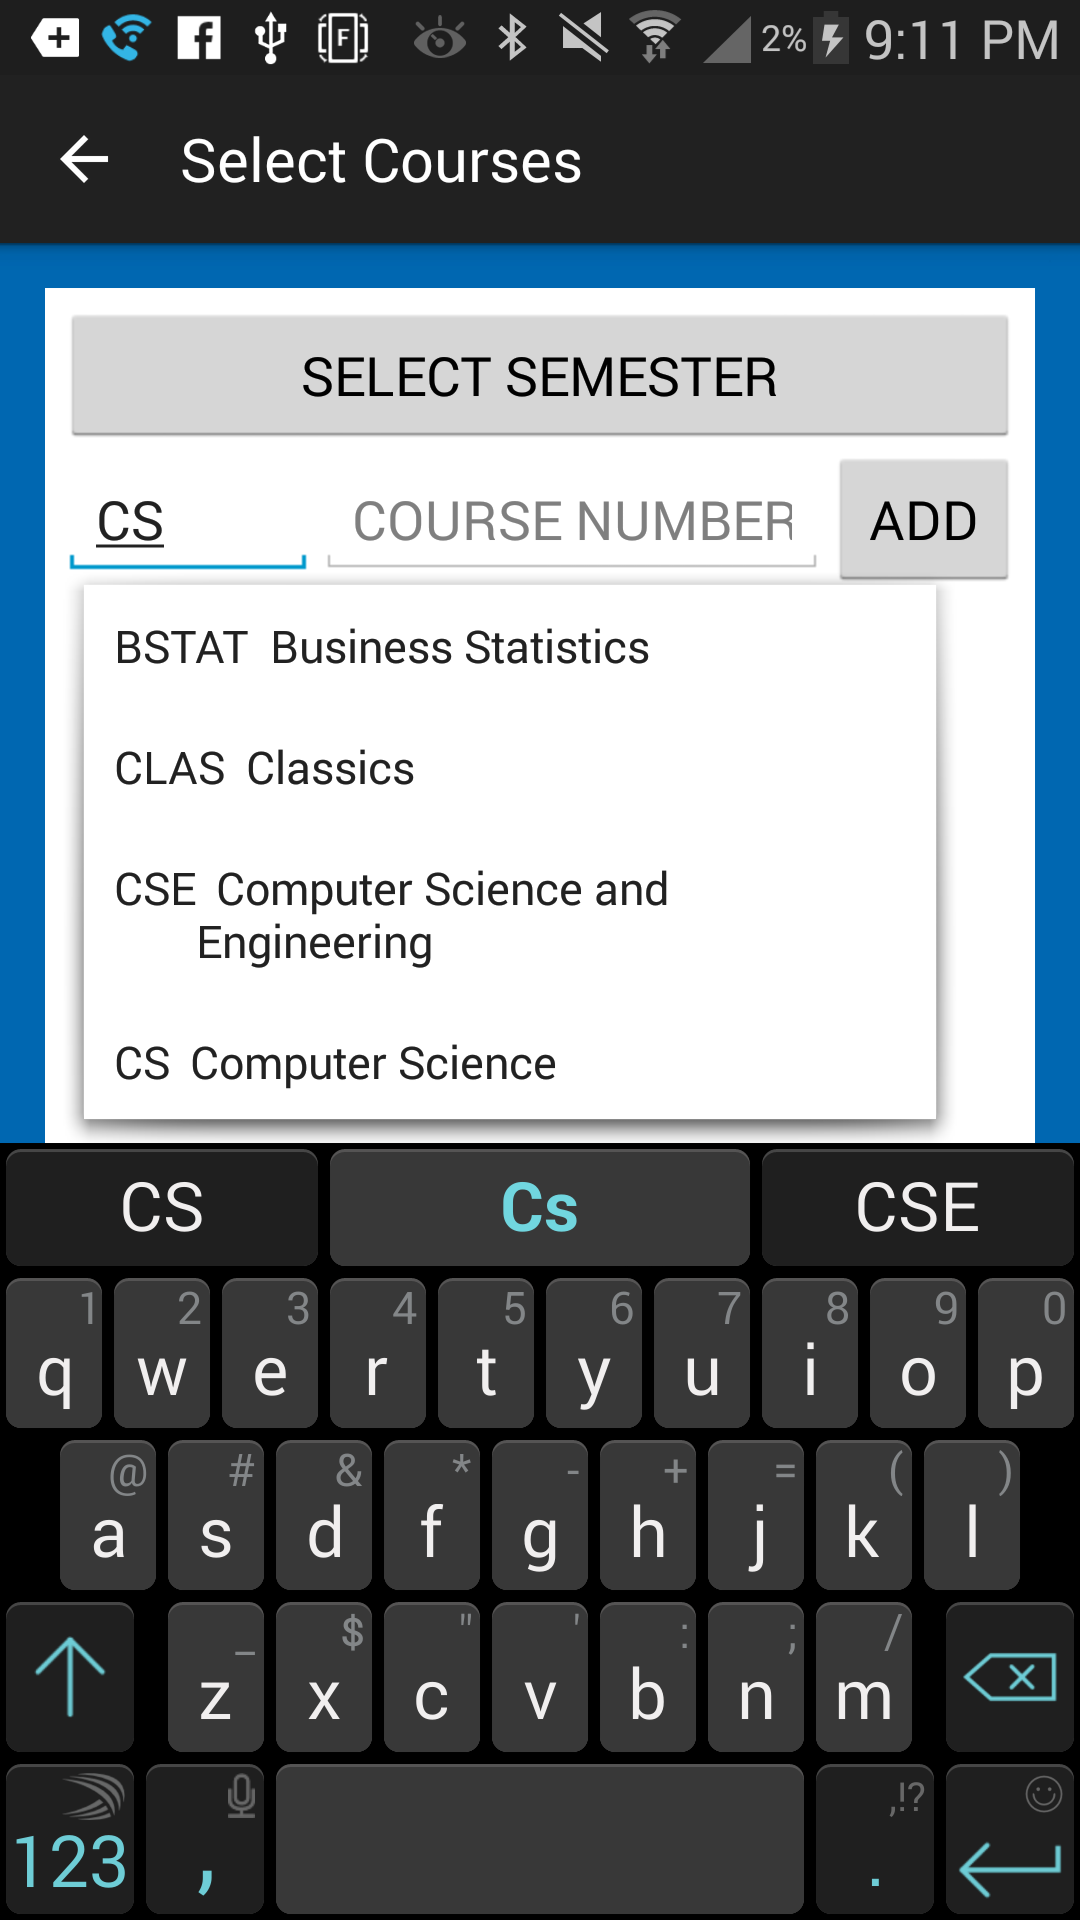 2% 9:11 PM
Select Courses
SELECT SEMESTER
CS COURSE NUMBER ADD
BSTAT Business Statistics
CLAS Classics
CSE Computer Science and
Engineering
CS Computer Science
CS Cs CSE
1 2 3 4 5 6 7 8 9 0
q w e r t y u i o p
@ # & * - + = ( )
a s d f g h j k l
_ $ " ' : ; /
z x c v b n m
,!?
123 , .